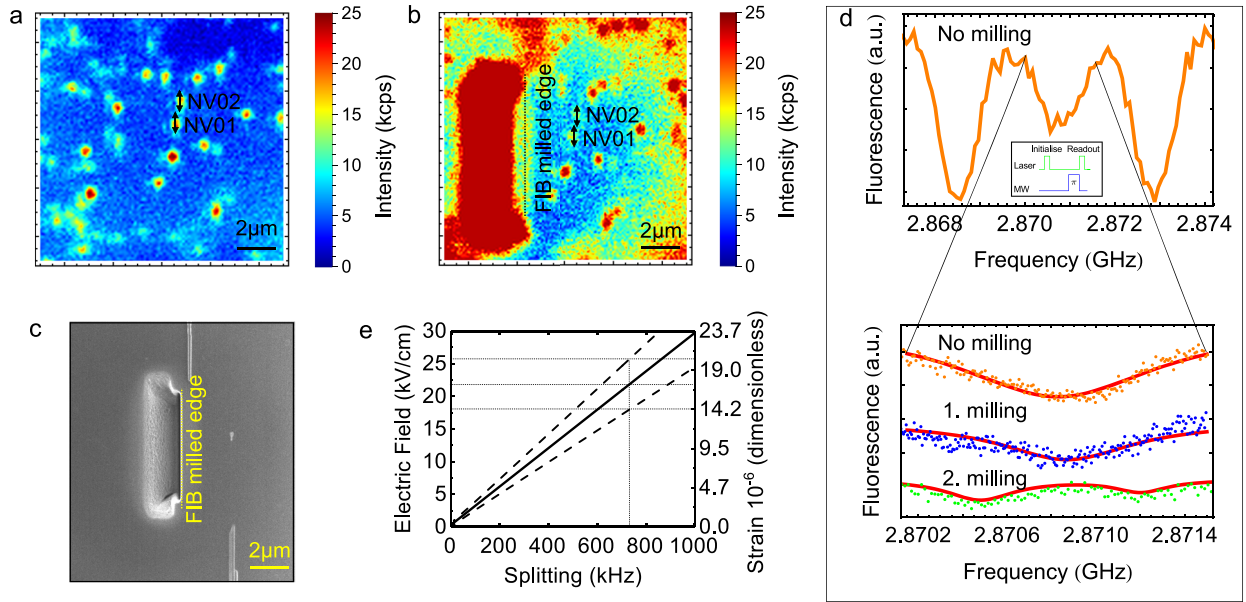 a
25
20
15
10
5
0
Intensity (kcps)
NV02
NV01
2μm
b
25
20
15
10
5
0
Intensity (kcps)
FIB milled edge
NV02
NV01
2μm
c
FIB milled edge
2μm
e
30
25
20
15
10
5
0
Electric Field (kV/cm)
23.7
19.0
14.2
9.5
4.7
0.0
Strain 10⁻⁶ (dimensionless)
0 200 400 600 800 1000
Splitting (kHz)
d
No milling
Fluorescence (a.u.)
Initialise Readout
Laser
MW
π
2.868 2.870 2.872 2.874
Frequency (GHz)
No milling
1. milling
2. milling
Fluorescence (a.u.)
2.8702 2.8706 2.8710 2.8714
Frequency (GHz)